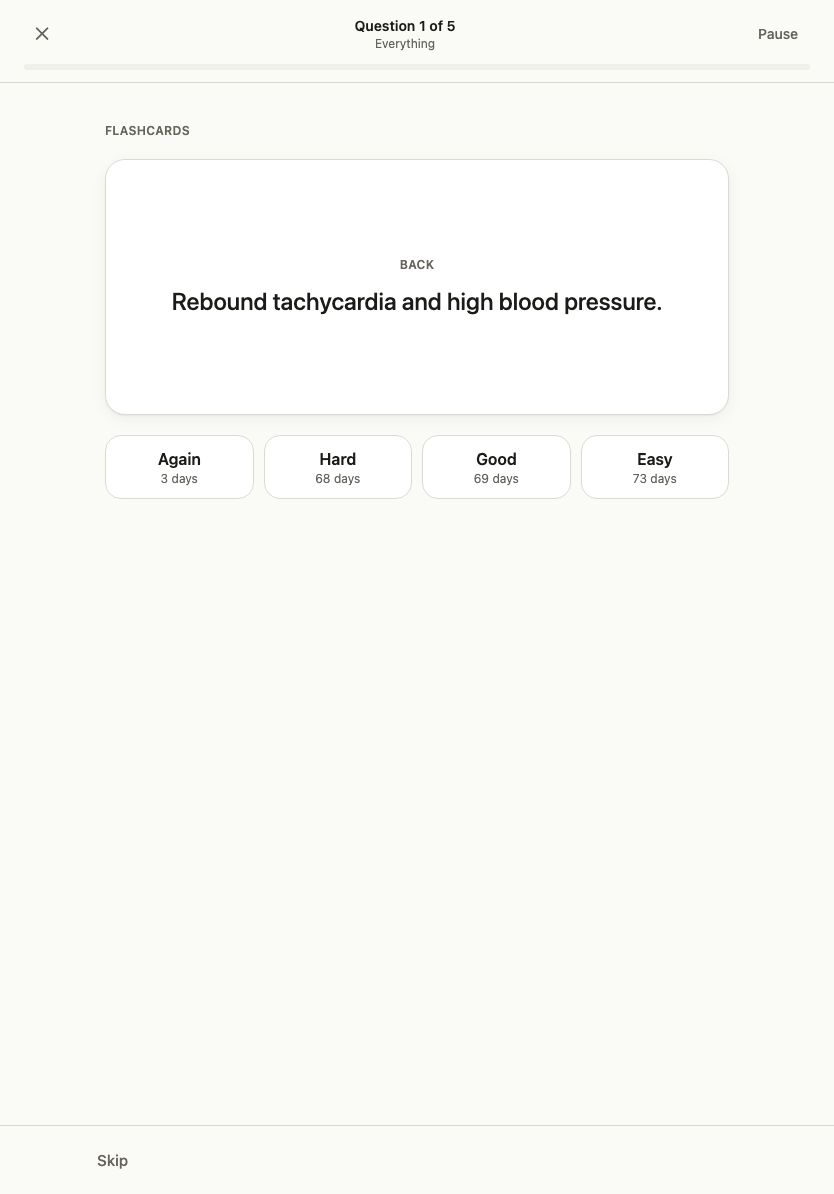 Question 1 of 5
Everything
Pause
FLASHCARDS
BACK
Rebound tachycardia and high blood pressure.
Again
3 days
Hard
68 days
Good
69 days
Easy
73 days
Skip